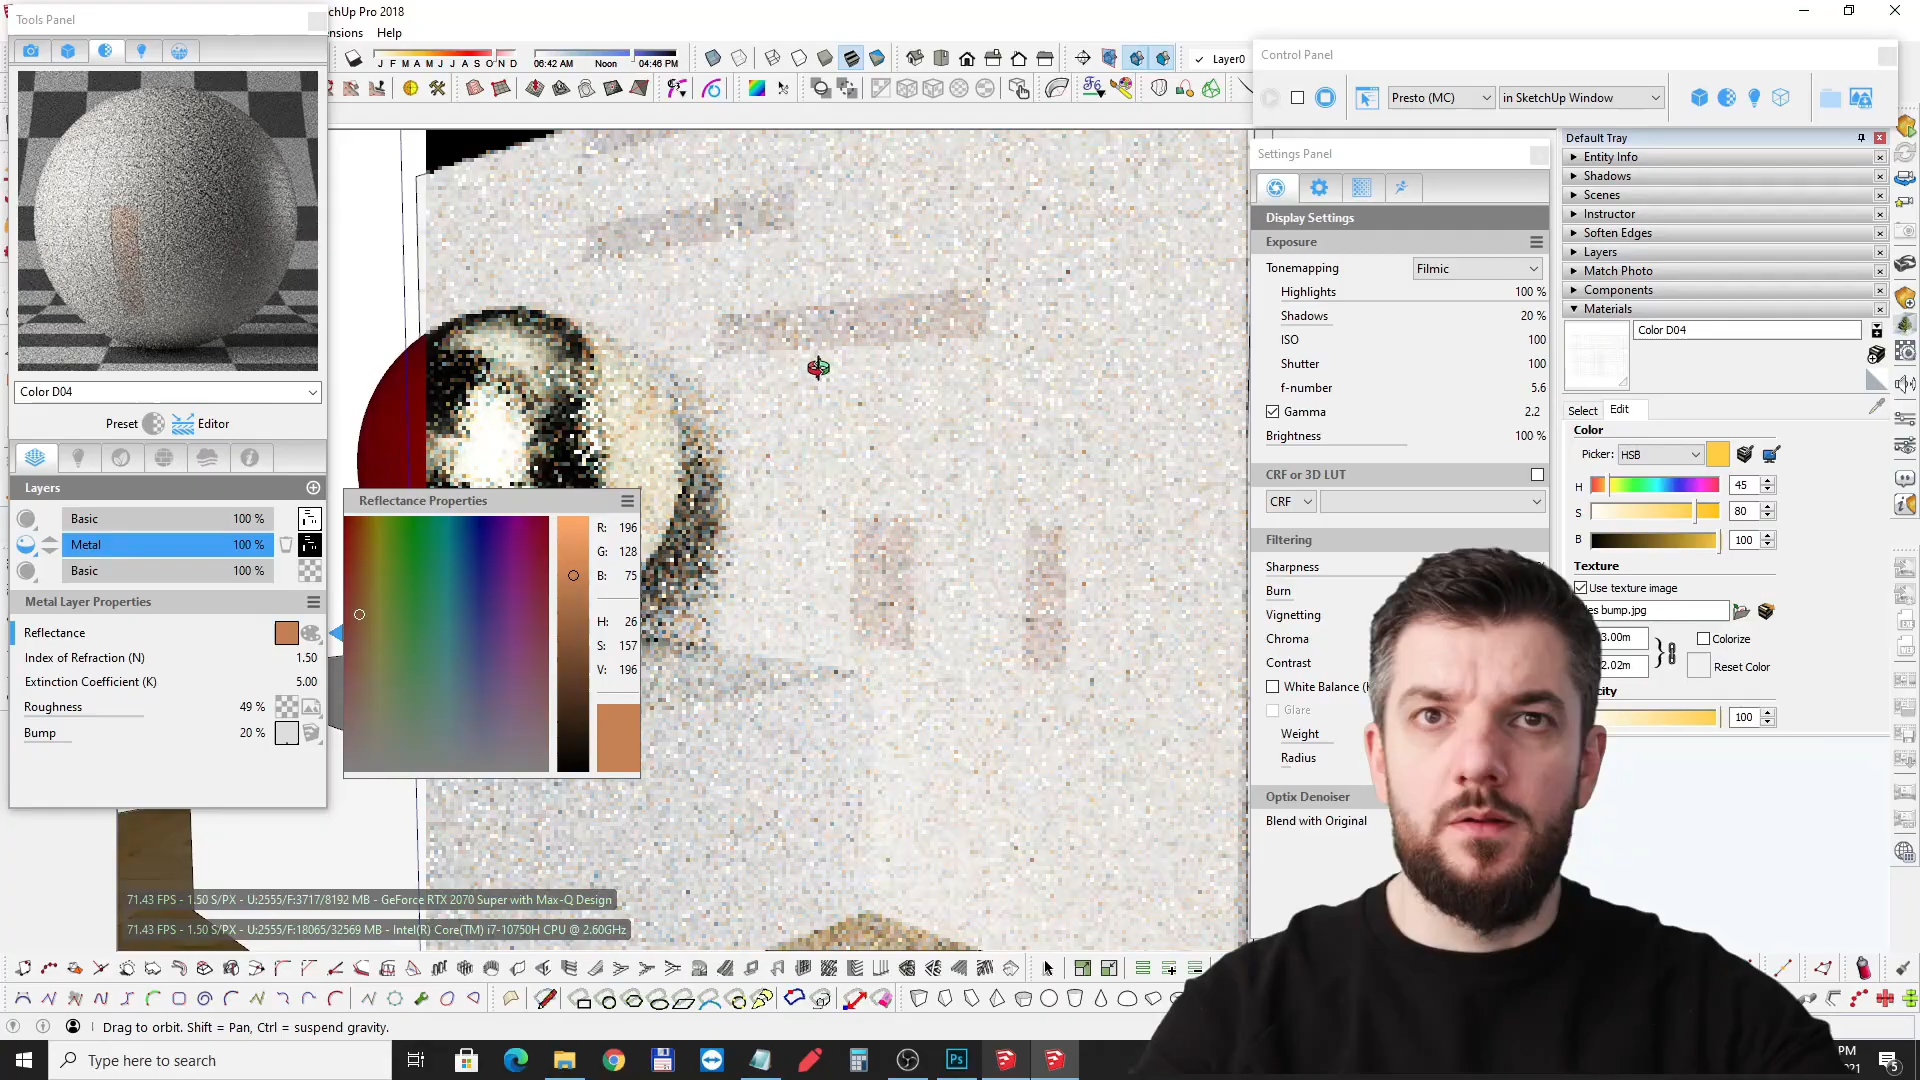 Tools Panel
chUp Pro 2018
nsions Help
J F M A M J J A S O N D
06:42 AM Noon 04:46 PM
Layer0
Control Panel
Presto (MC)
in SketchUp Window
Color D04
Preset
Editor
Layers
Basic 100 %
Metal 100 %
Basic 100 %
Metal Layer Properties
Reflectance
Index of Refraction (N) 1.50
Extinction Coefficient (K) 5.00
Roughness 49 %
Bump 20 %
Reflectance Properties
R: 196
G: 128
B: 75
H: 26
S: 157
V: 196
71.43 FPS - 1.50 S/PX - U:2555/F:3717/8192 MB - GeForce RTX 2070 Super with Max-Q Design
71.43 FPS - 1.50 S/PX - U:2555/F:18065/32569 MB - Intel(R) Core(TM) i7-10750H CPU @ 2.60GHz
Settings Panel
Display Settings
Exposure
Tonemapping Filmic
Highlights 100 %
Shadows 20 %
ISO 100
Shutter 100
f-number 5.6
Gamma 2.2
Brightness 100 %
CRF or 3D LUT
CRF
Filtering
Sharpness
Burn
Vignetting
Chroma
Contrast
White Balance (K
Glare
Weight
Radius
Optix Denoiser
Blend with Original
Default Tray
Entity Info
Shadows
Scenes
Instructor
Soften Edges
Layers
Match Photo
Components
Materials
Color D04
Select Edit
Color
Picker: HSB
H 45
S 80
B 100
Texture
Use texture image
les bump.jpg
3.00m
Colorize
2.02m
Reset Color
acity
100
Drag to orbit. Shift = Pan, Ctrl = suspend gravity.
Type here to search
Ps
PM
021
5